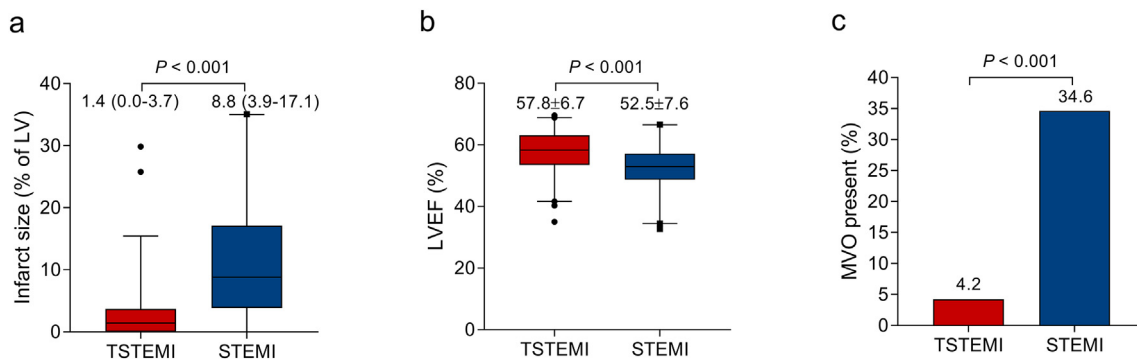 a
P < 0.001
1.4 (0.0-3.7) 8.8 (3.9-17.1)
Infarct size (% of LV)
40
30
20
10
0
TSTEMI STEMI
b
P < 0.001
57.8±6.7 52.5±7.6
LVEF (%)
80
60
40
20
0
TSTEMI STEMI
c
P < 0.001
34.6
4.2
MVO present (%)
40
35
30
25
20
15
10
5
0
TSTEMI STEMI